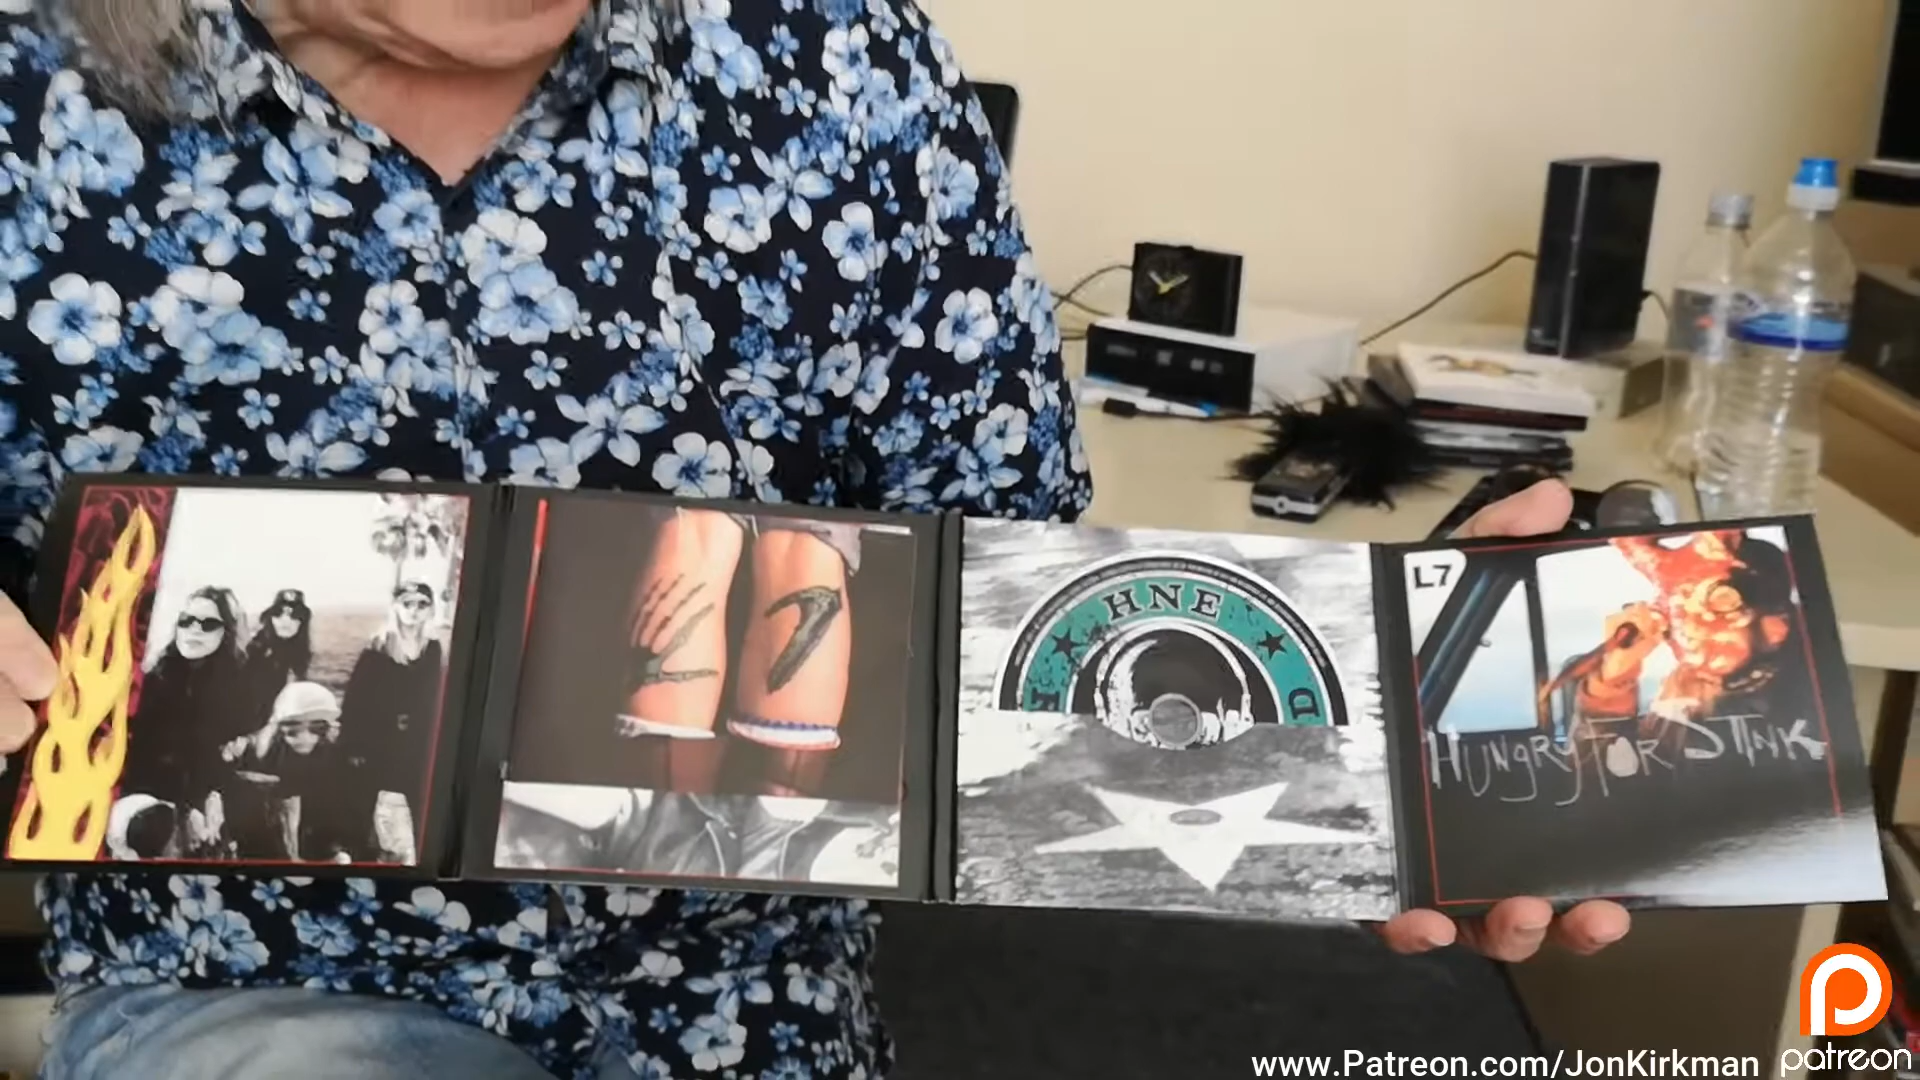 L7
HUNGRY FOR STINK
HNE
D
www.Patreon.com/JonKirkman
patreon